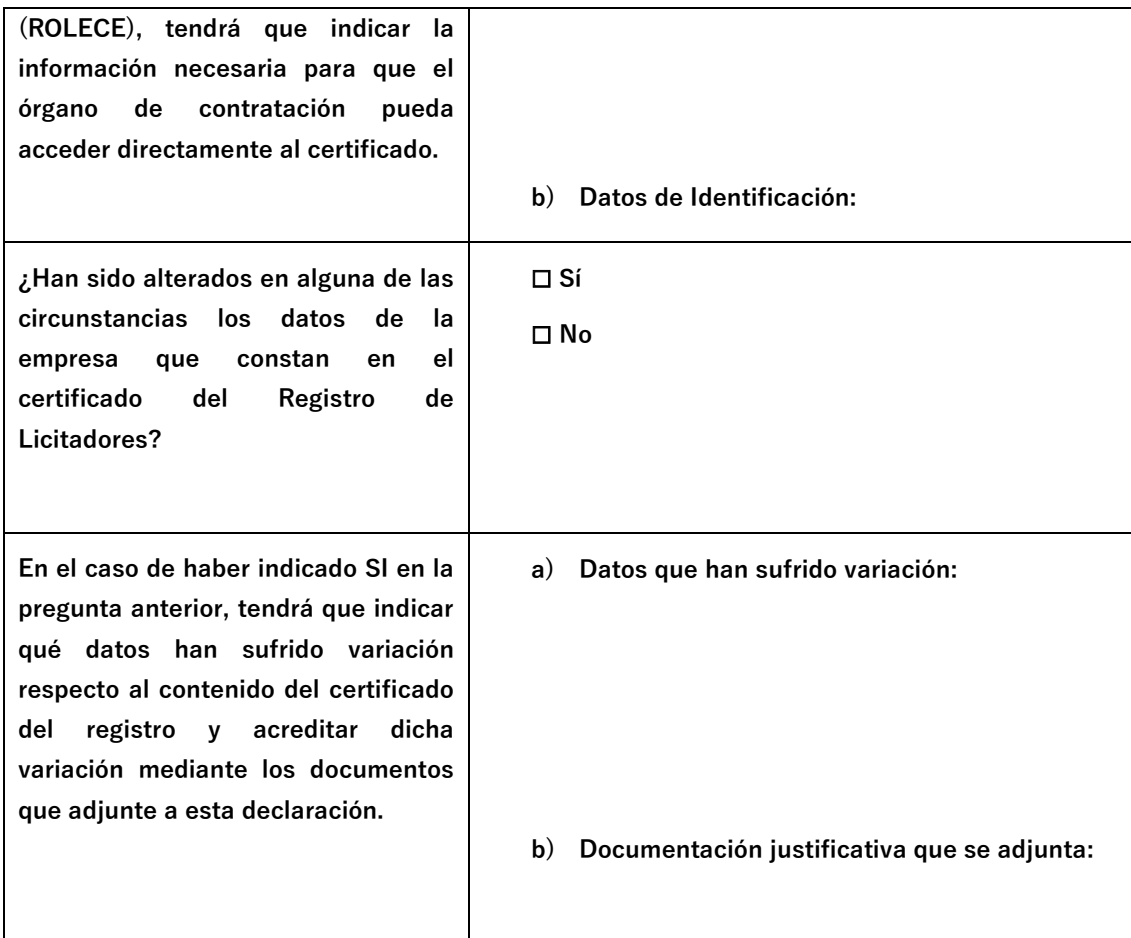 (ROLECE), tendrá que indicar la
información necesaria para que el
órgano de contratación pueda
acceder directamente al certificado.
b) Datos de Identificación:
¿Han sido alterados en alguna de las
circunstancias los datos de la
empresa que constan en el
certificado del Registro de
Licitadores?
☐ Sí
☐ No
En el caso de haber indicado SI en la
pregunta anterior, tendrá que indicar
qué datos han sufrido variación
respecto al contenido del certificado
del registro y acreditar dicha
variación mediante los documentos
que adjunte a esta declaración.
a) Datos que han sufrido variación:
b) Documentación justificativa que se adjunta: